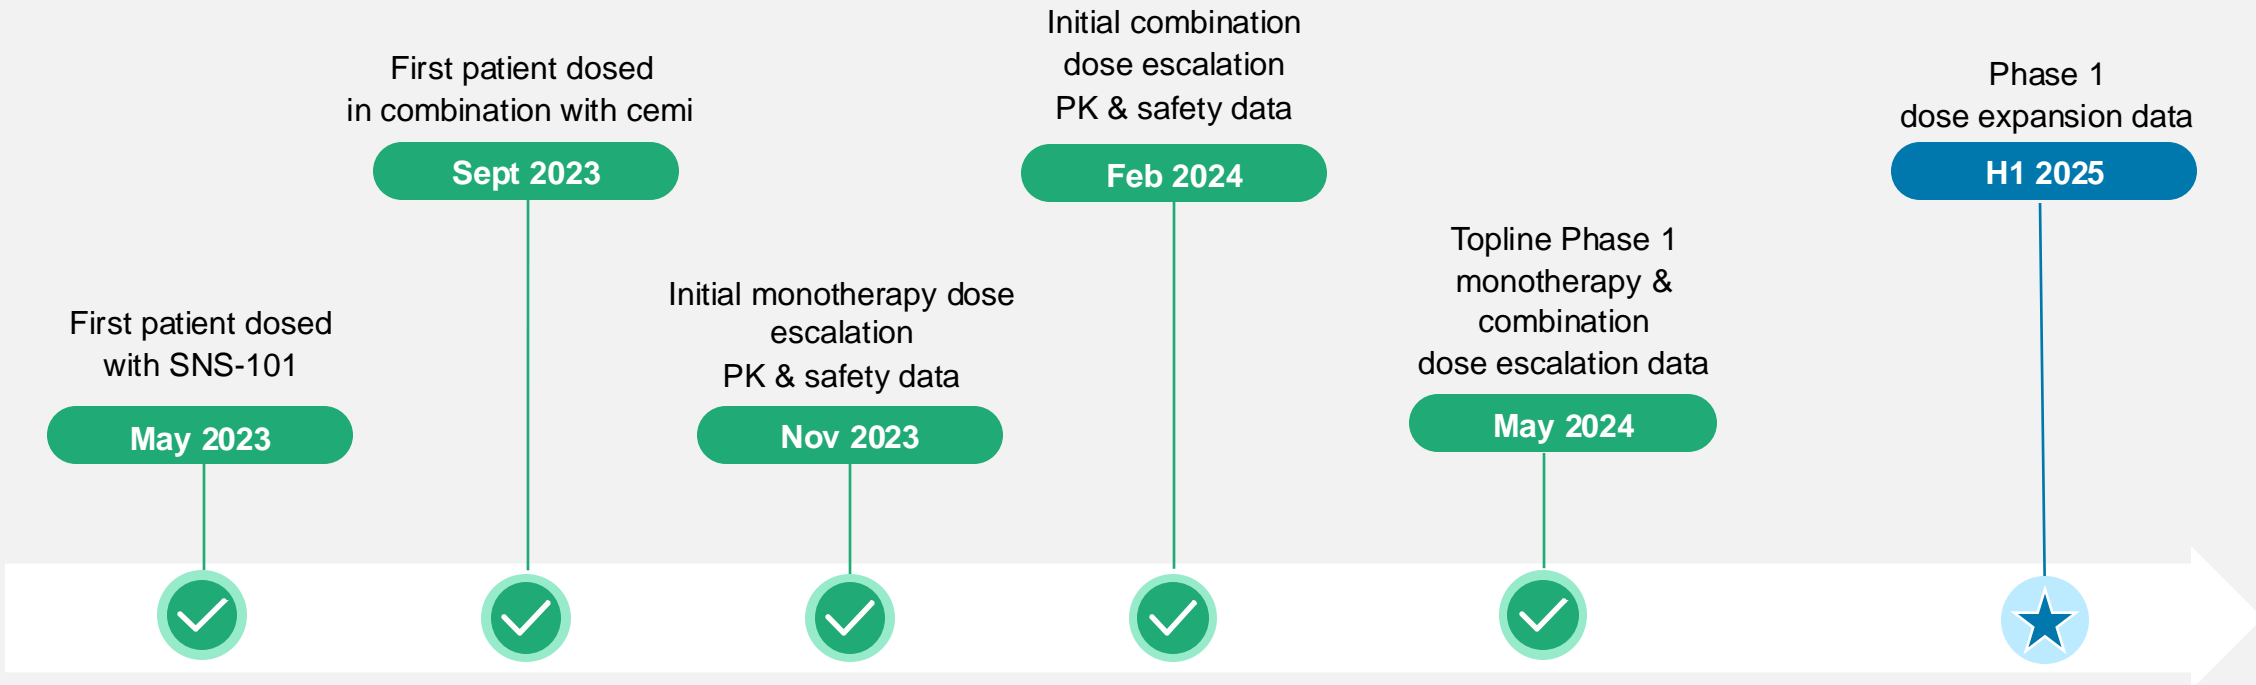 First patient dosed
with SNS-101
May 2023
First patient dosed
in combination with cemi
Sept 2023
Initial monotherapy dose
escalation
PK & safety data
Nov 2023
Initial combination
dose escalation
PK & safety data
Feb 2024
Topline Phase 1
monotherapy &
combination
dose escalation data
May 2024
Phase 1
dose expansion data
H1 2025